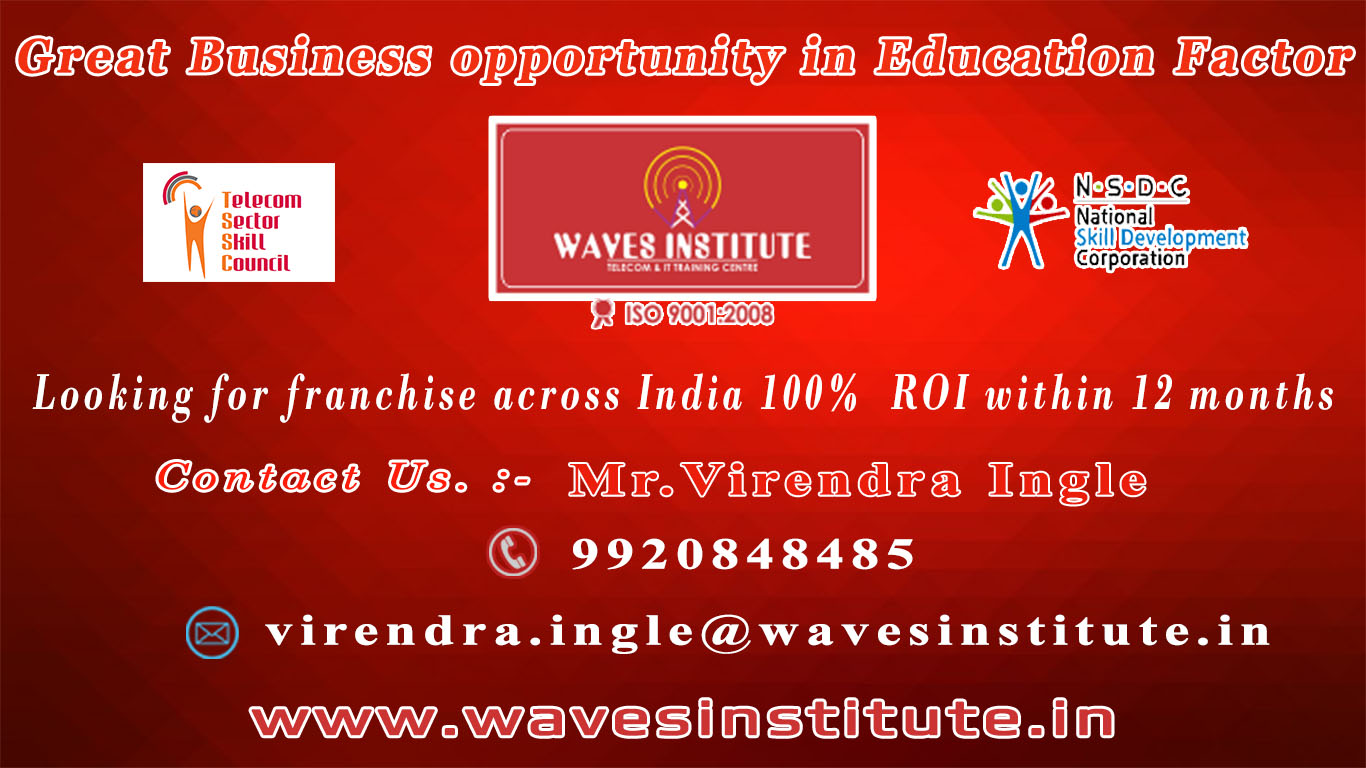 Great Business opportunity in Education Factor
Telecom
Sector
Skill
Council
WAVES INSTITUTE
TELECOM & IT TRAINING CENTRE
ISO 9001:2008
N·S·D·C
National
Skill Development
Corporation
Looking for franchise across India 100% ROI within 12 months
Contact Us. :- Mr.Virendra Ingle
9920848485
virendra.ingle@wavesinstitute.in
www.wavesinstitute.in